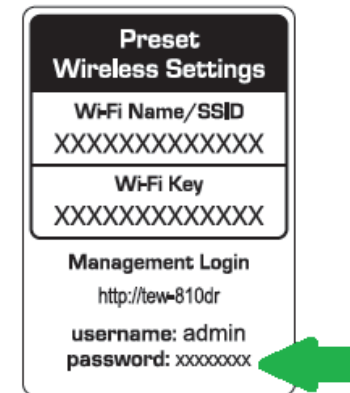 Preset
Wireless Settings
Wi-Fi Name/SSID
XXXXXXXXXXXXX
Wi-Fi Key
XXXXXXXXXXXXX
Management Login
http://tew-810dr
username: admin
password: xxxxxxxx